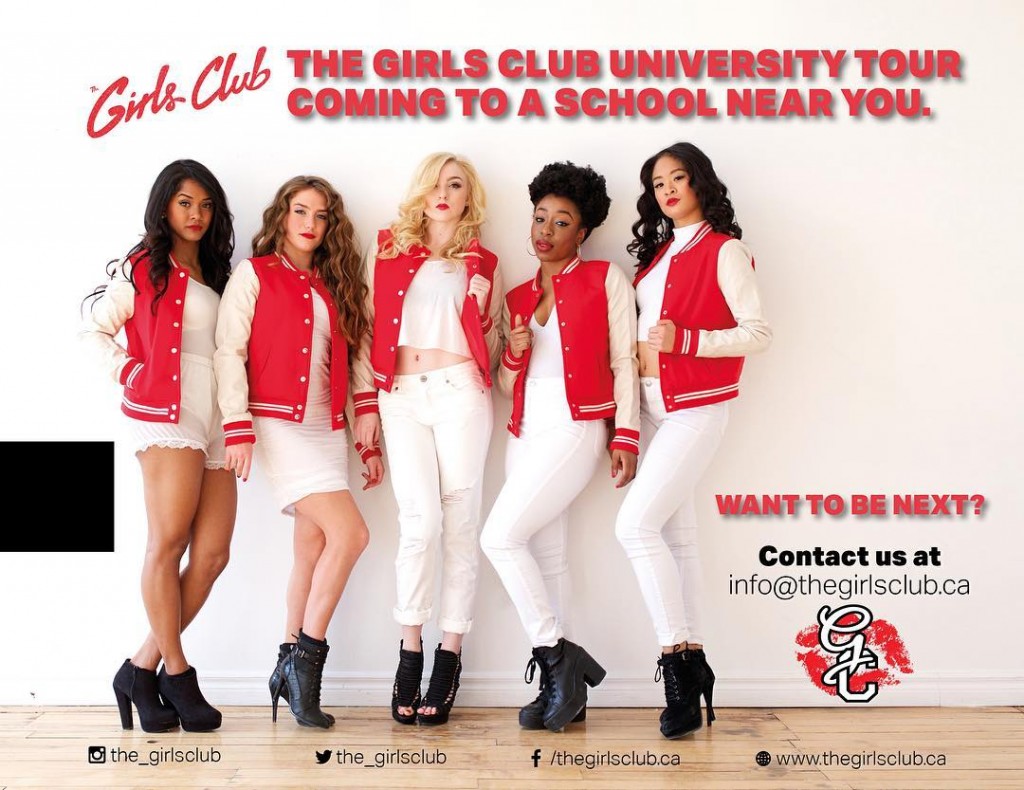 The
Girls Club
THE GIRLS CLUB UNIVERSITY TOUR
COMING TO A SCHOOL NEAR YOU.
WANT TO BE NEXT?
Contact us at
info@thegirlsclub.ca
GC
the_girlsclub
the_girlsclub
/thegirlsclub.ca
www.thegirlsclub.ca